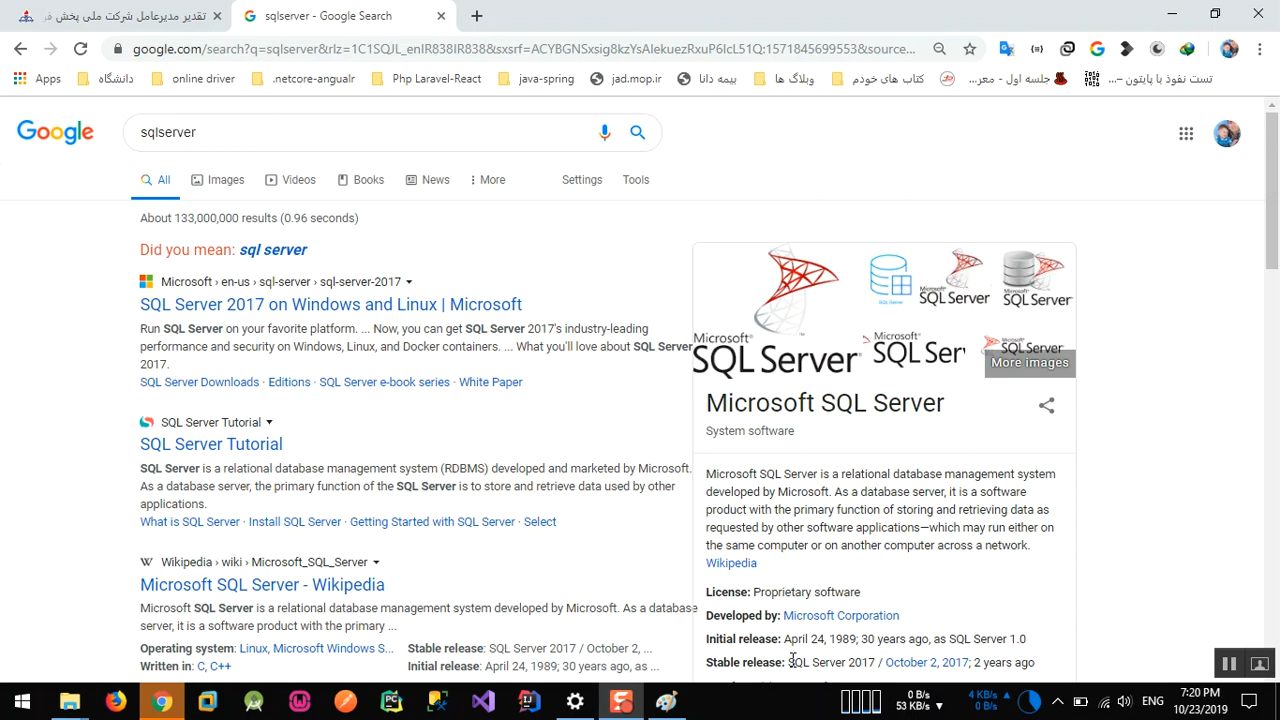 تقدیر مدیرعامل شرکت ملی پخش فر
sqlserver - Google Search
google.com/search?q=sqlserver&rlz=1C1SQJL_enIR838IR838&sxsrf=ACYBGNSxsig8kzYsAlekuezRxuP6IcL51Q:1571845699553&source...
Apps دانشگاه online driver .netcore-angualr Php Laravel-React java-spring jad.mop.ir بیمه دانا وبلاگ ها کتاب های خودم جلسه اول - معر... تست نفوذ با پایتون –...
Google
sqlserver
All Images Videos Books News More Settings Tools
About 133,000,000 results (0.96 seconds)
Did you mean: sql server
Microsoft › en-us › sql-server › sql-server-2017
SQL Server 2017 on Windows and Linux | Microsoft
Run SQL Server on your favorite platform. ... Now, you can get SQL Server 2017's industry-leading
performance and security on Windows, Linux, and Docker containers. ... What you'll love about SQL Server
2017.
SQL Server Downloads · Editions · SQL Server e-book series · White Paper
SQL Server Tutorial
SQL Server Tutorial
SQL Server is a relational database management system (RDBMS) developed and marketed by Microsoft.
As a database server, the primary function of the SQL Server is to store and retrieve data used by other
applications.
What is SQL Server · Install SQL Server · Getting Started with SQL Server · Select
Wikipedia › wiki › Microsoft_SQL_Server
Microsoft SQL Server - Wikipedia
Microsoft SQL Server is a relational database management system developed by Microsoft. As a database
server, it is a software product with the primary ...
Operating system: Linux, Microsoft Windows S... Stable release: SQL Server 2017 / October 2, ...
Written in: C, C++ Initial release: April 24, 1989; 30 years ago, as ...
Microsoft®
SQL Server
SQL Server
Microsoft®
SQL Server
SQL Server
Microsoft®
SQL Ser
Microsoft®
SQL Server
More images
Microsoft SQL Server
System software
Microsoft SQL Server is a relational database management system
developed by Microsoft. As a database server, it is a software
product with the primary function of storing and retrieving data as
requested by other software applications—which may run either on
the same computer or on another computer across a network.
Wikipedia
License: Proprietary software
Developed by: Microsoft Corporation
Initial release: April 24, 1989; 30 years ago, as SQL Server 1.0
Stable release: SQL Server 2017 / October 2, 2017; 2 years ago
0 B/s
53 KB/s
4 KB/s
0 B/s
ENG
7:20 PM
10/23/2019